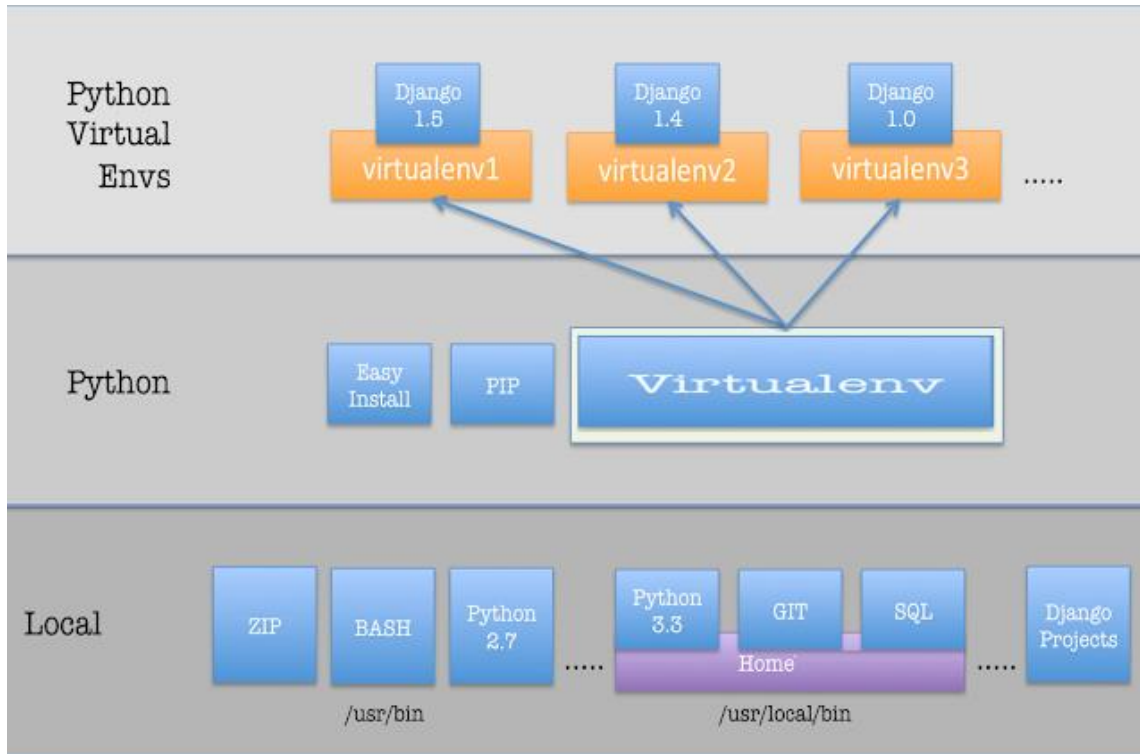 Python
Virtual
Envs
Django
1.5
virtualenv1
Django
1.4
virtualenv2
Django
1.0
virtualenv3
.....
Python
Easy
Install
PIP
Virtualenv
Local
ZIP
BASH
Python
2.7
.....
Python
3.3
GIT
SQL
Home
.....
Django
Projects
/usr/bin
/usr/local/bin